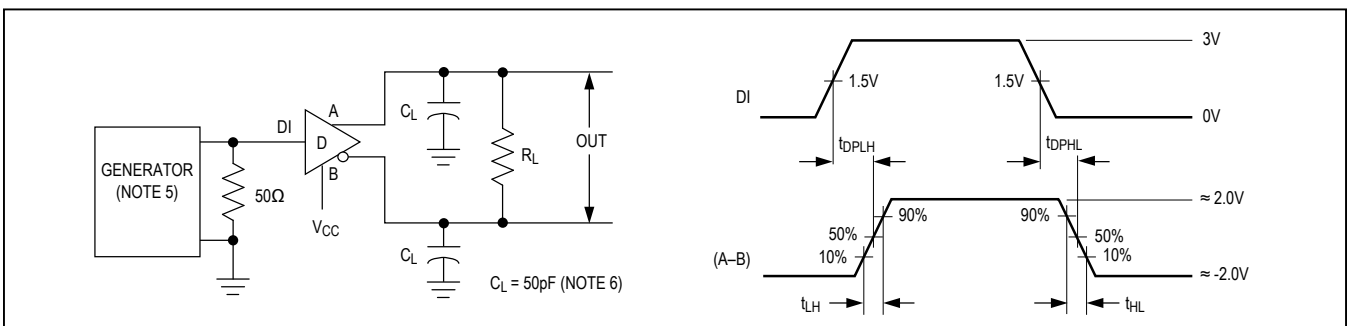 GENERATOR
(NOTE 5)
50Ω
DI
D
A
B
VCC
CL
CL
RL
OUT
CL = 50pF (NOTE 6)
DI
1.5V
1.5V
3V
0V
tDPLH
tDPHL
(A–B)
90%
50%
10%
90%
50%
10%
≈ 2.0V
≈ -2.0V
tLH
tHL